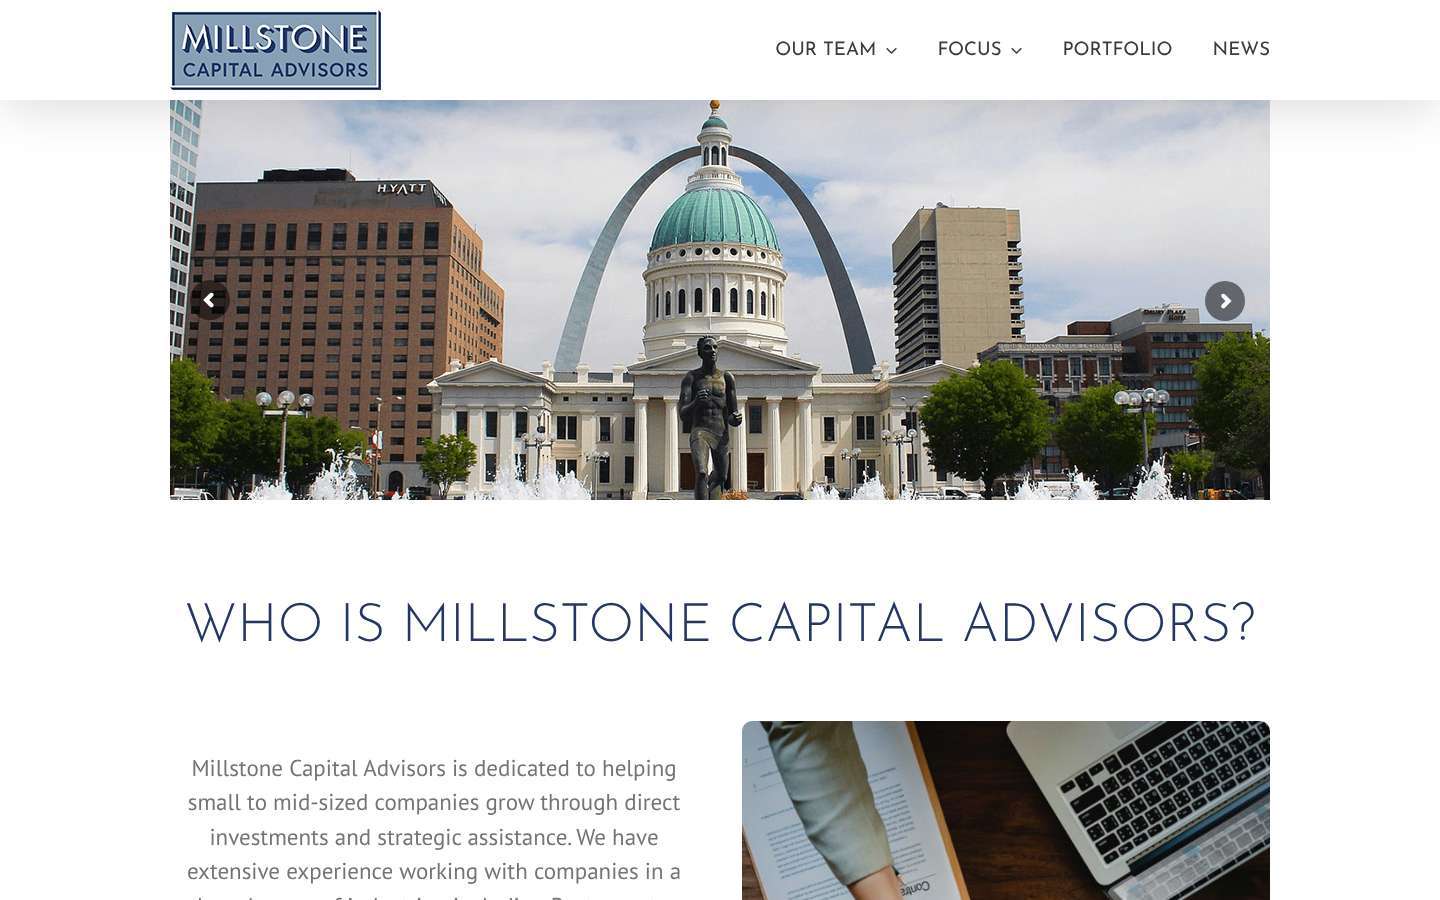 MILLSTONE
CAPITAL ADVISORS
OUR TEAM
FOCUS
PORTFOLIO
NEWS
HYATT
WHO IS MILLSTONE CAPITAL ADVISORS?
Millstone Capital Advisors is dedicated to helping
small to mid-sized companies grow through direct
investments and strategic assistance. We have
extensive experience working with companies in a